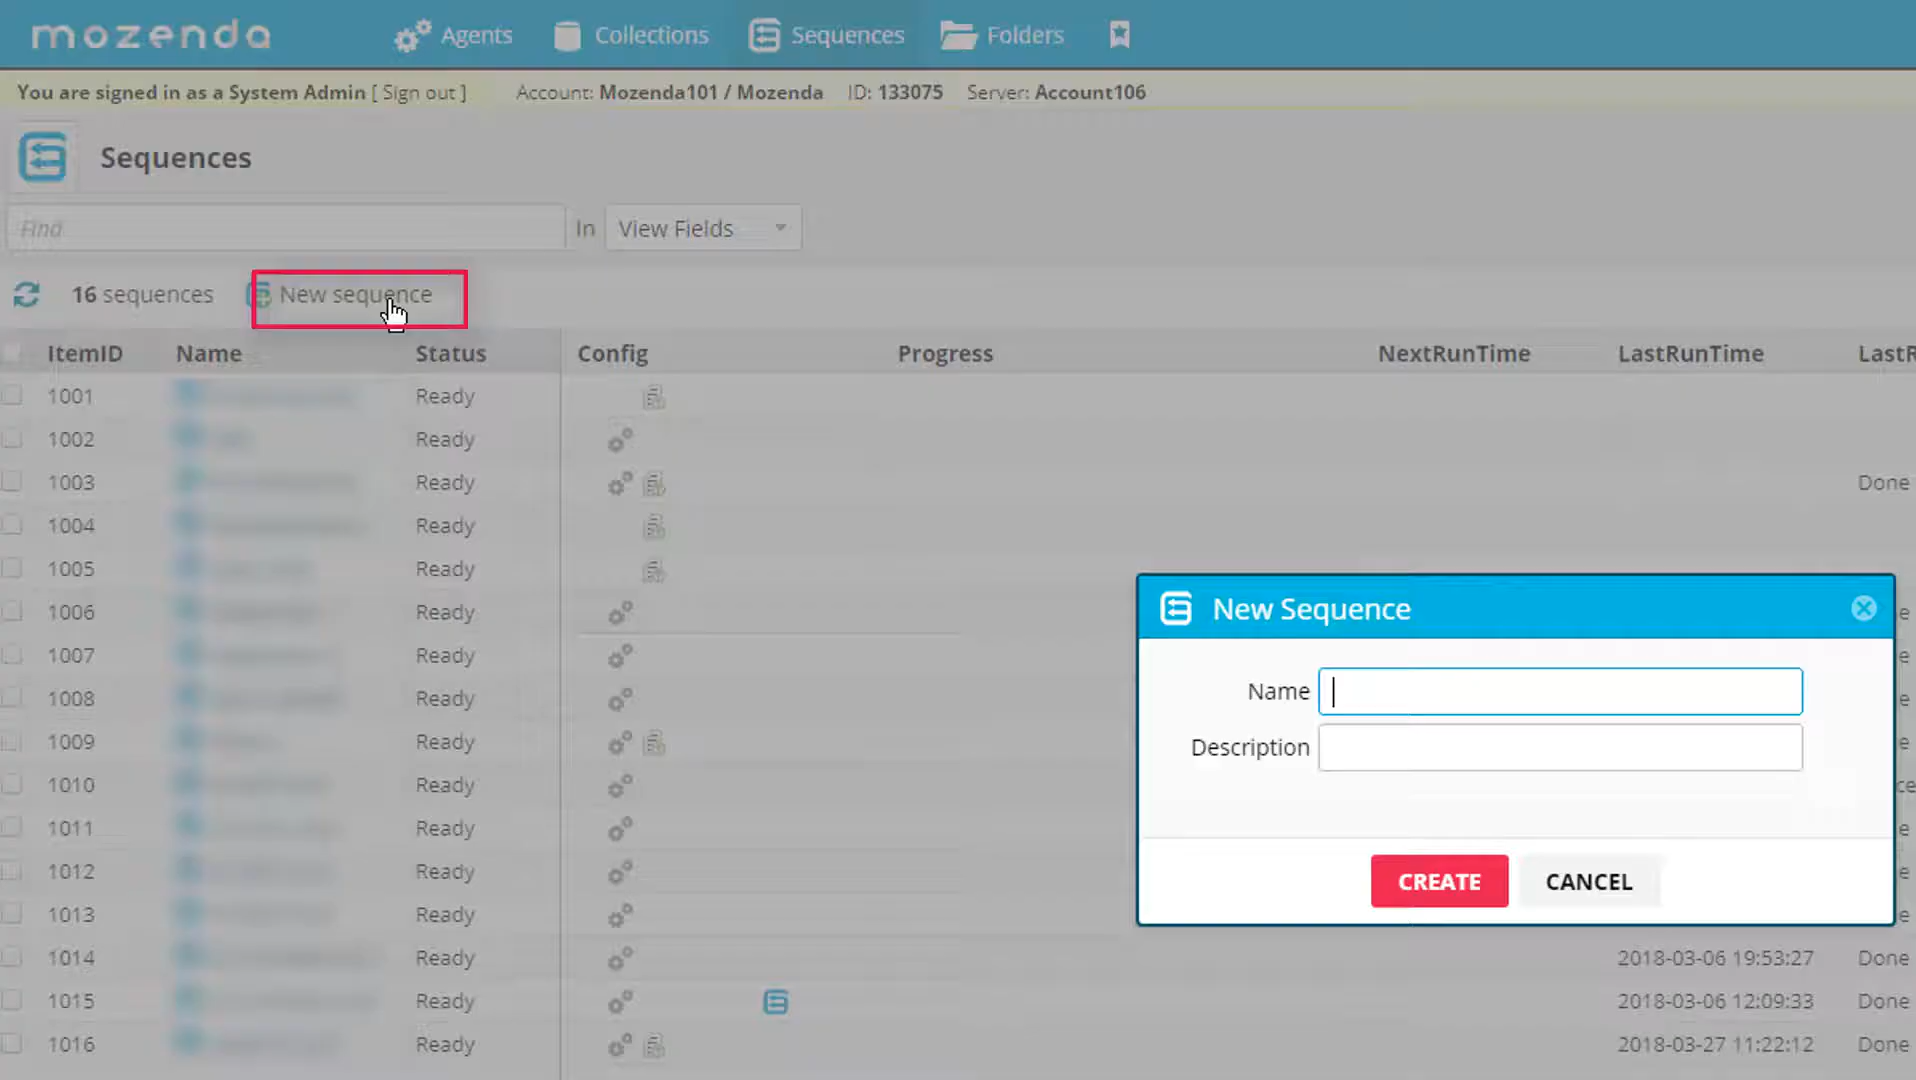 mozenda Agents Collections Sequences Folders
You are signed in as a System Admin [ Sign out ] Account: Mozenda101 / Mozenda ID: 133075 Server: Account106
Sequences
Find In View Fields
16 sequences New sequence
ItemID Name Status Config Progress NextRunTime LastRunTime LastR
1001 Ready
1002 Ready
1003 Ready Done
1004 Ready
1005 Ready
1006 Ready
1007 Ready
1008 Ready
1009 Ready
1010 Ready
1011 Ready
1012 Ready
1013 Ready
1014 Ready 2018-03-06 19:53:27 Done
1015 Ready 2018-03-06 12:09:33 Done
1016 Ready 2018-03-27 11:22:12 Done
New Sequence
Name
Description
CREATE CANCEL